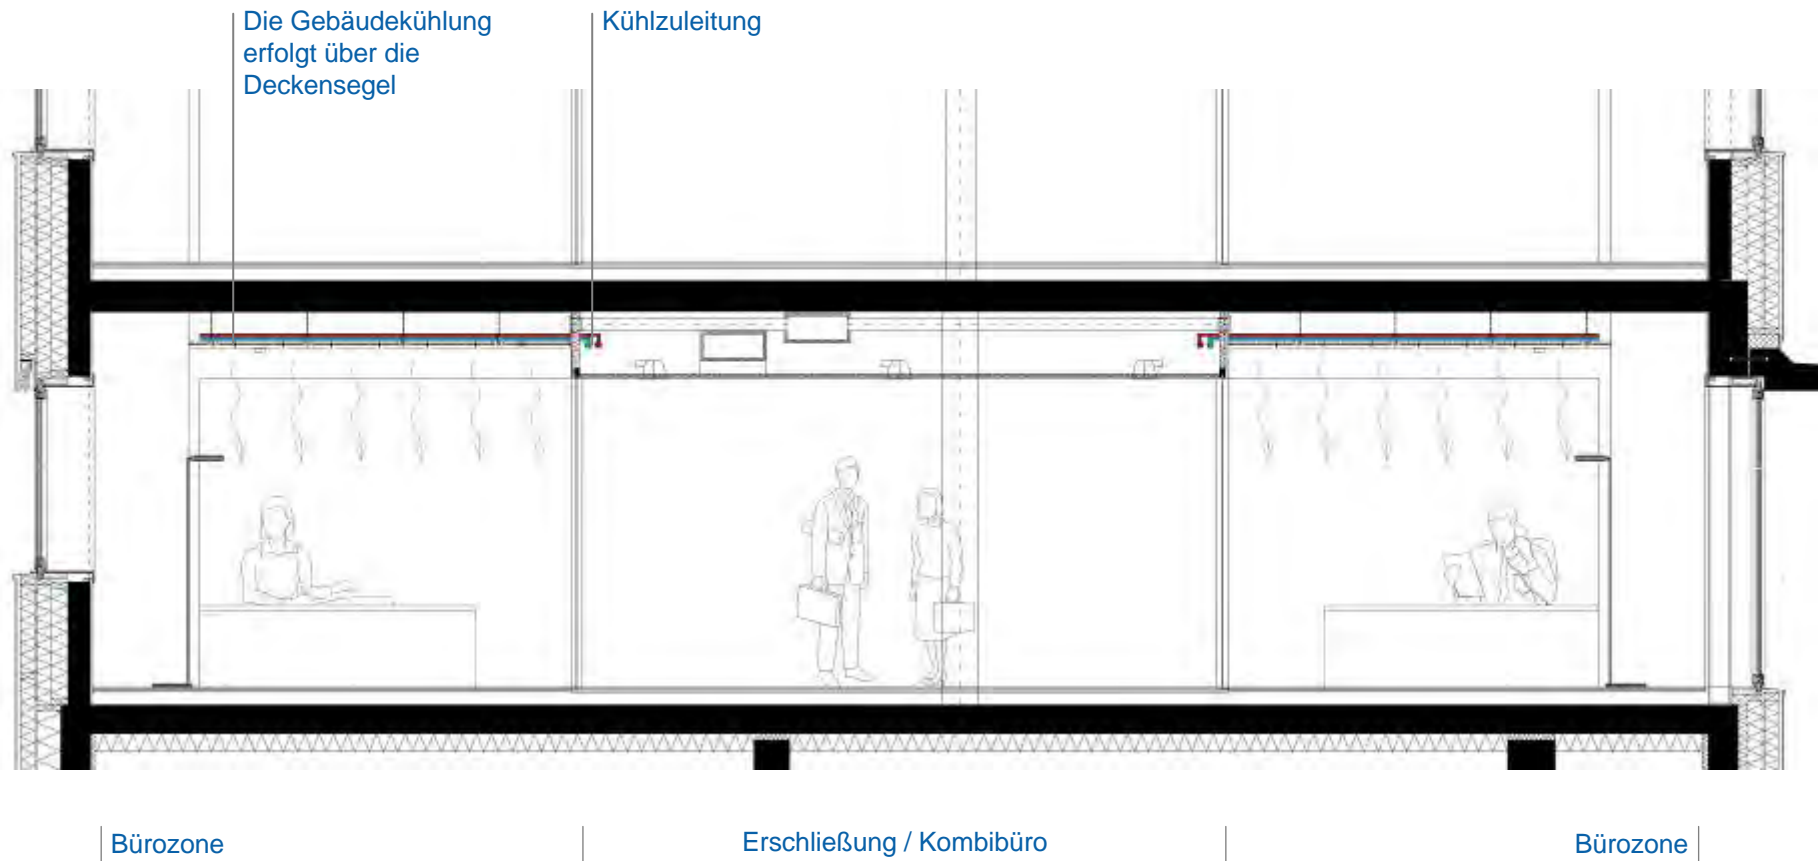 Die Gebäudekühlung
erfolgt über die
Deckensegel
Kühlzuleitung
Bürozone
Erschließung / Kombibüro
Bürozone